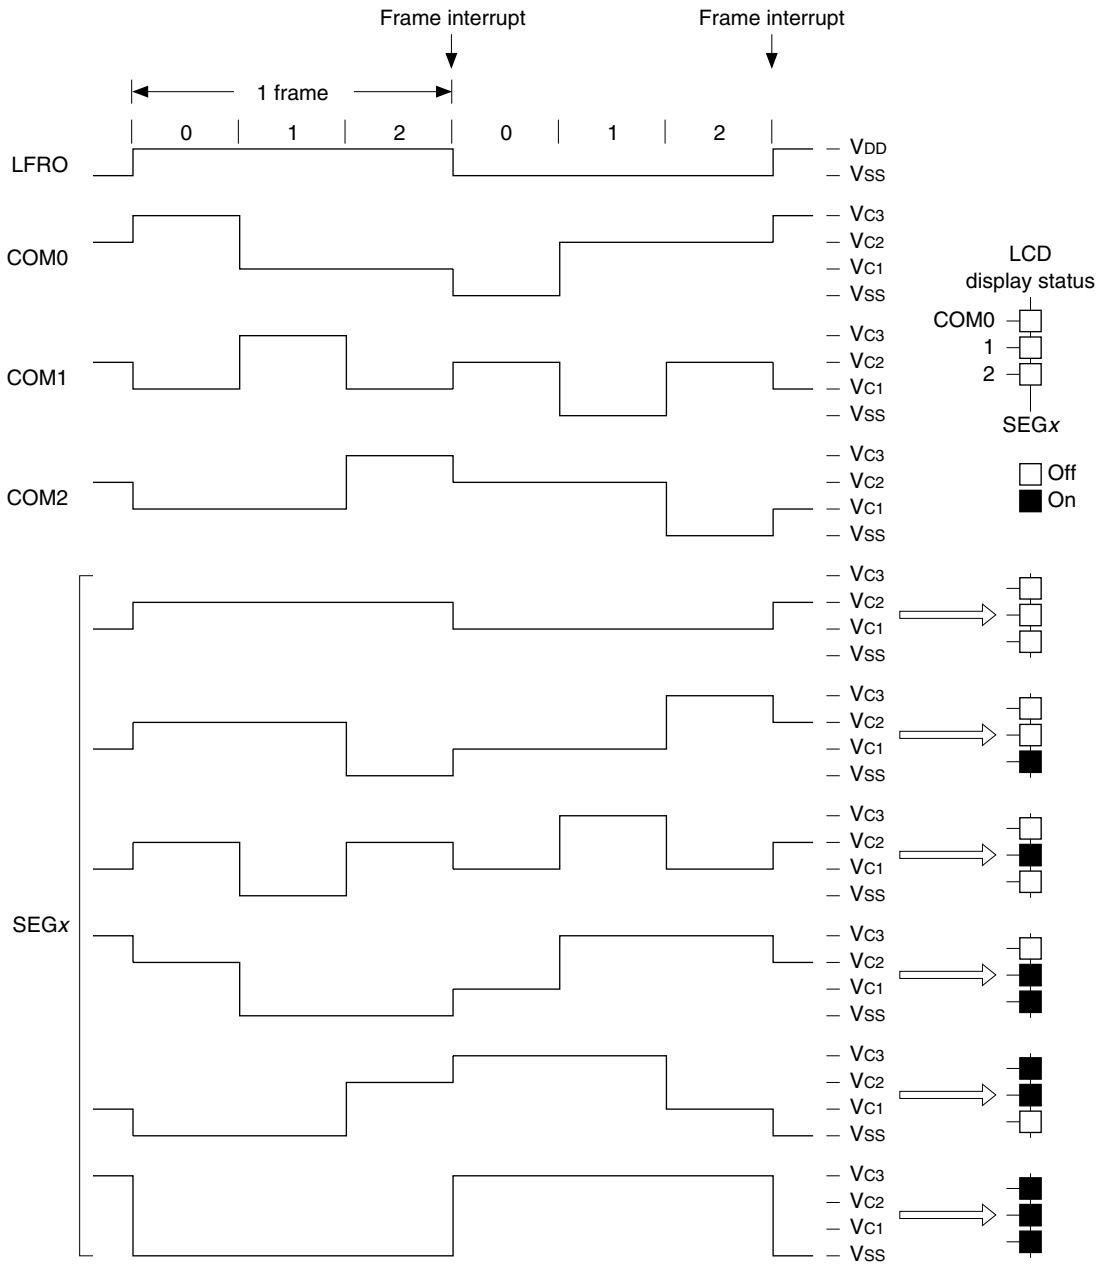 Frame interrupt Frame interrupt
1 frame
0 1 2 0 1 2
LFRO
VDD
VSS
COM0
VC3
VC2
VC1
VSS
COM1
VC3
VC2
VC1
VSS
COM2
VC3
VC2
VC1
VSS
LCD
display status
COM0
1
2
SEGx
Off
On
SEGx
VC3
VC2
VC1
VSS
VC3
VC2
VC1
VSS
VC3
VC2
VC1
VSS
VC3
VC2
VC1
VSS
VC3
VC2
VC1
VSS
VC3
VC2
VC1
VSS